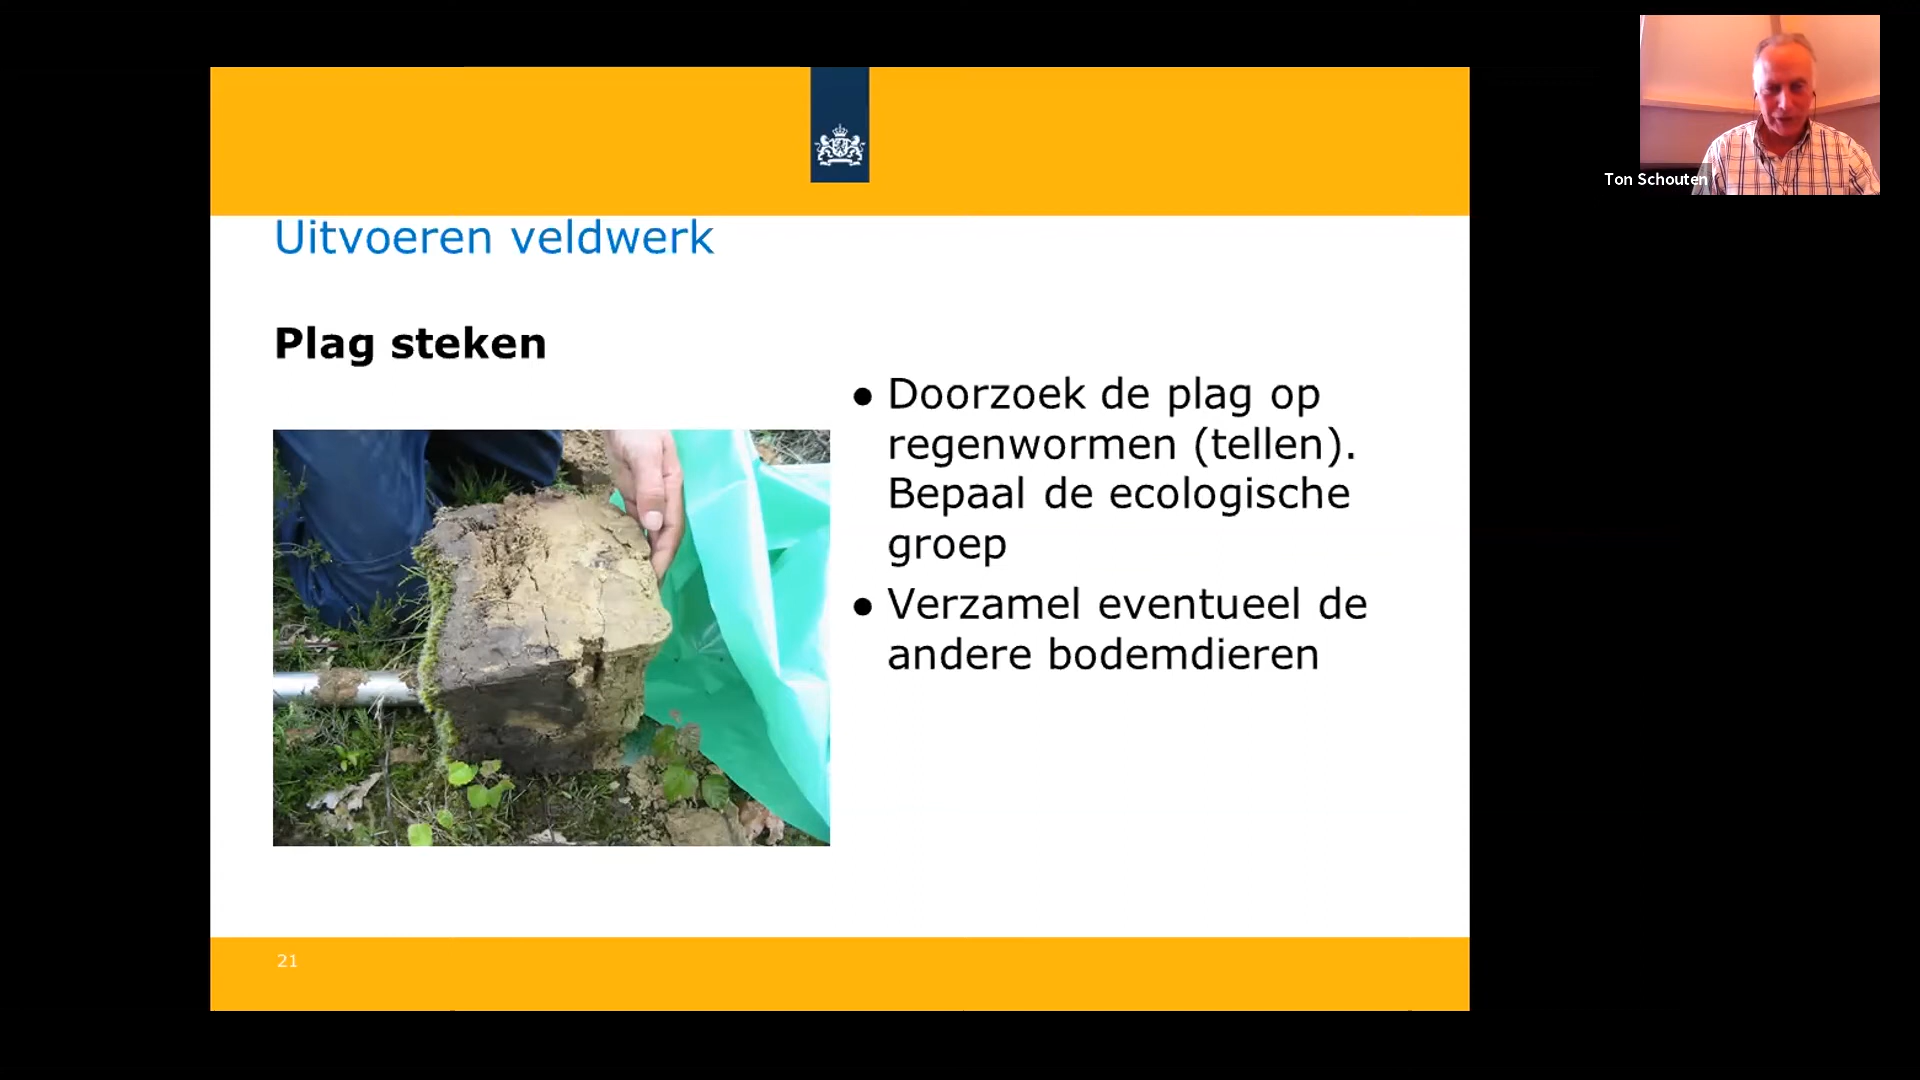 Ton Schouten
Uitvoeren veldwerk
Plag steken
● Doorzoek de plag op
regenwormen (tellen).
Bepaal de ecologische
groep
● Verzamel eventueel de
andere bodemdieren
21